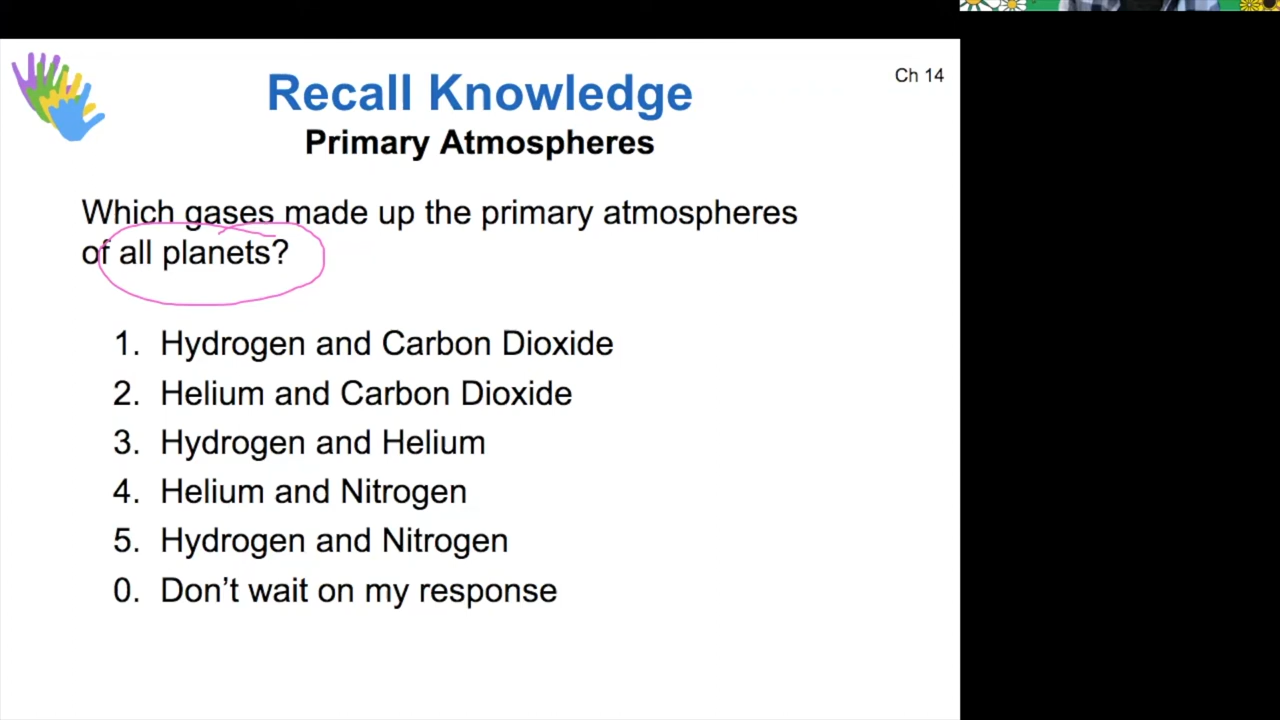 Ch 14
Recall Knowledge
Primary Atmospheres
Which gases made up the primary atmospheres
of all planets?
1. Hydrogen and Carbon Dioxide
2. Helium and Carbon Dioxide
3. Hydrogen and Helium
4. Helium and Nitrogen
5. Hydrogen and Nitrogen
0. Don’t wait on my response